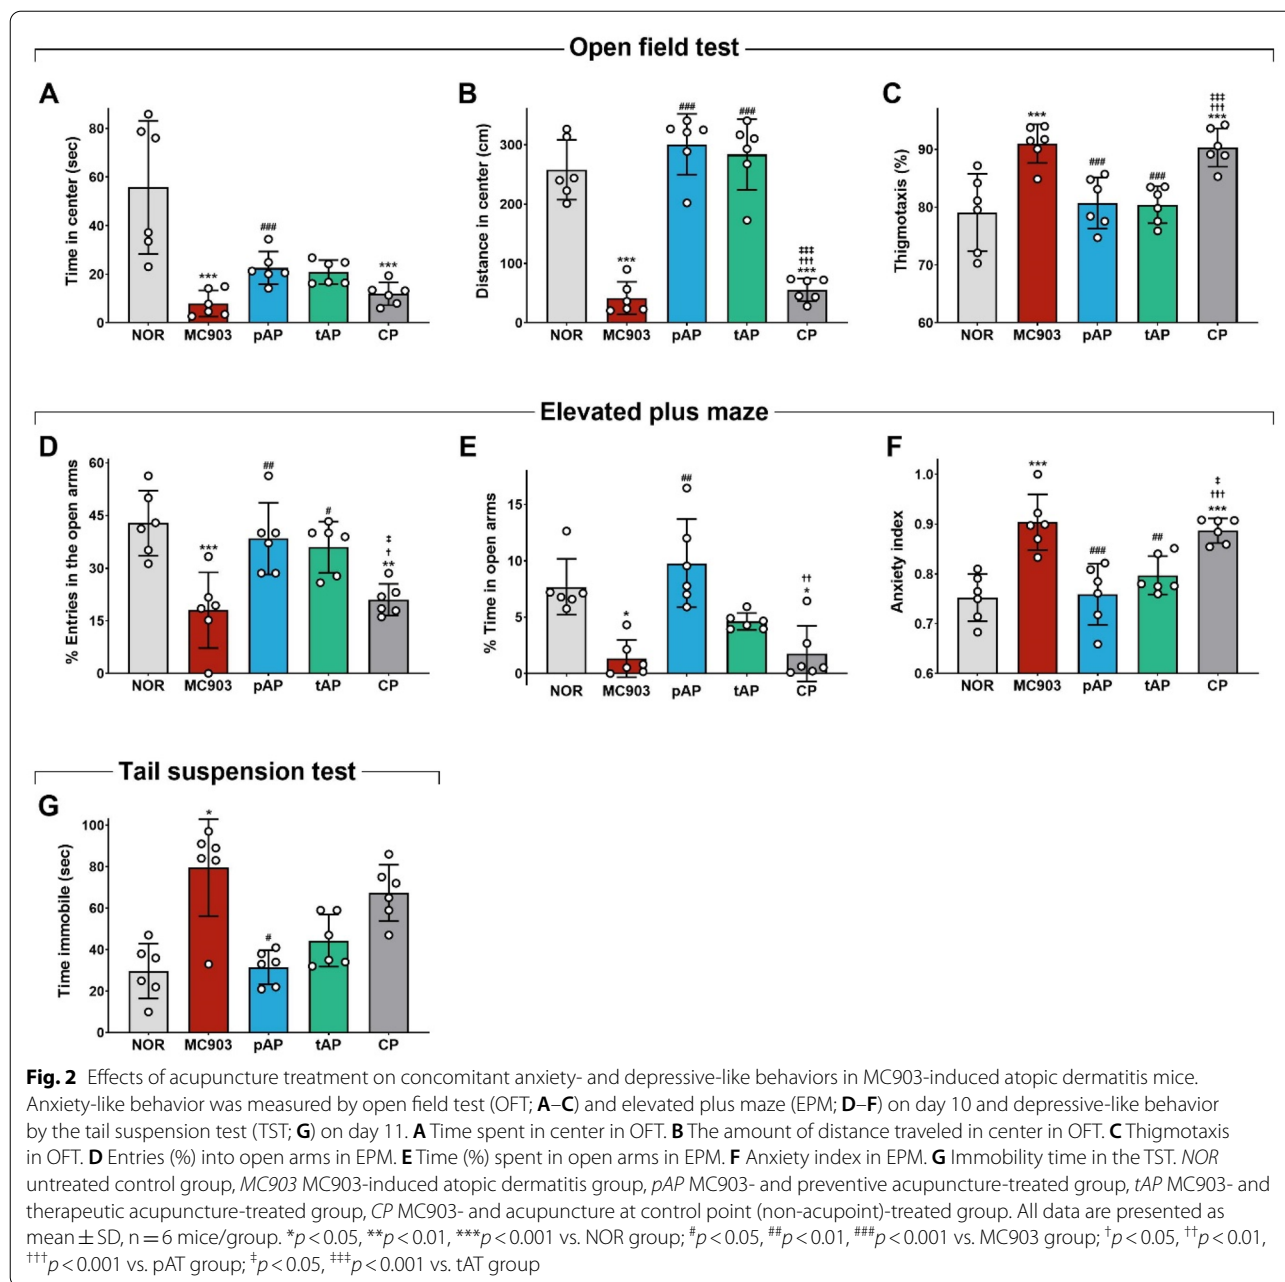 Open field test
A
Time in center (sec)
80
60
40
20
0
***
###
***
NOR MC903 pAP tAP CP
B
Distance in center (cm)
300
200
100
0
***
###
###
‡‡‡
†††
***
NOR MC903 pAP tAP CP
C
Thigmotaxis (%)
90
80
70
60
***
###
###
‡‡‡
†††
***
NOR MC903 pAP tAP CP
Elevated plus maze
D
% Entries in the open arms
60
45
30
15
0
***
##
#
‡
†
**
NOR MC903 pAP tAP CP
E
% Time in open arms
15
10
5
0
*
##
††
*
NOR MC903 pAP tAP CP
F
Anxiety index
1.0
0.9
0.8
0.7
0.6
***
###
##
‡
†††
***
NOR MC903 pAP tAP CP
Tail suspension test
G
Time immobile (sec)
100
80
60
40
20
0
*
#
NOR MC903 pAP tAP CP
Fig. 2 Effects of acupuncture treatment on concomitant anxiety- and depressive-like behaviors in MC903-induced atopic dermatitis mice.
Anxiety-like behavior was measured by open field test (OFT; A–C) and elevated plus maze (EPM; D–F) on day 10 and depressive-like behavior
by the tail suspension test (TST; G) on day 11. A Time spent in center in OFT. B The amount of distance traveled in center in OFT. C Thigmotaxis
in OFT. D Entries (%) into open arms in EPM. E Time (%) spent in open arms in EPM. F Anxiety index in EPM. G Immobility time in the TST. NOR
untreated control group, MC903 MC903-induced atopic dermatitis group, pAP MC903- and preventive acupuncture-treated group, tAP MC903- and
therapeutic acupuncture-treated group, CP MC903- and acupuncture at control point (non-acupoint)-treated group. All data are presented as
mean ± SD, n = 6 mice/group. *p < 0.05, **p < 0.01, ***p < 0.001 vs. NOR group; #p < 0.05, ##p < 0.01, ###p < 0.001 vs. MC903 group; †p < 0.05, ††p < 0.01,
†††p < 0.001 vs. pAT group; ‡p < 0.05, ‡‡‡p < 0.001 vs. tAT group